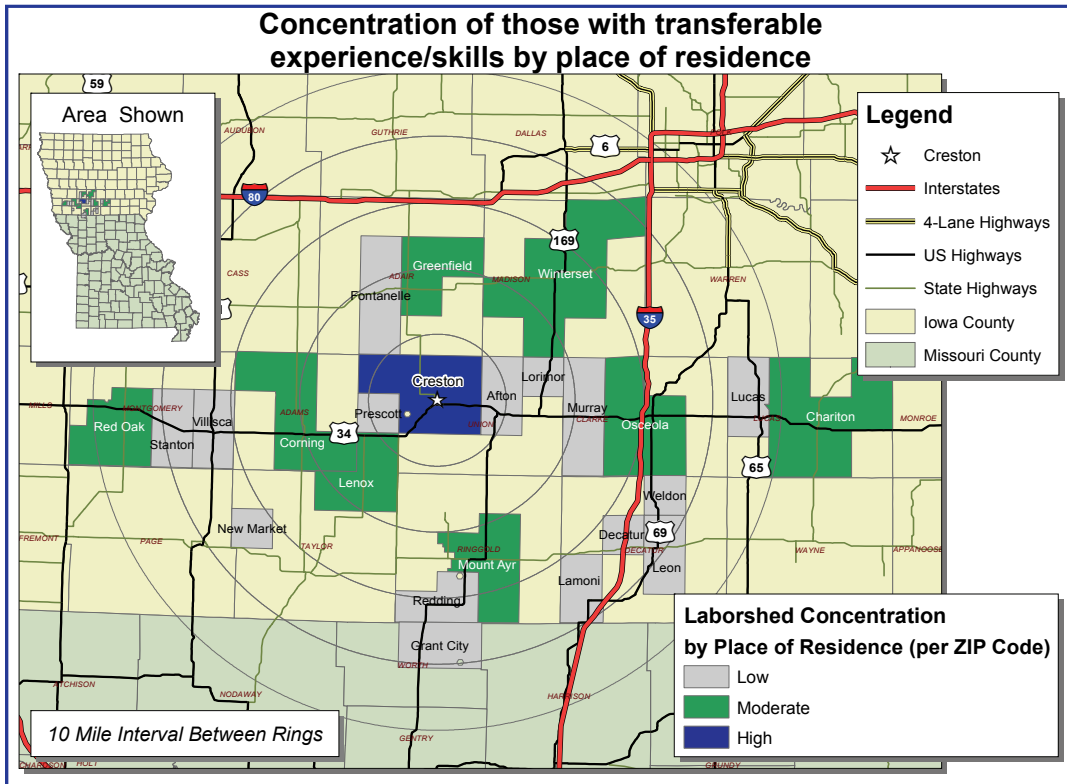 Concentration of those with transferable
experience/skills by place of residence
59
Area Shown
AUDUBON
GUTHRIE
DALLAS
6
80
169
Legend
Creston
Interstates
4-Lane Highways
US Highways
State Highways
Iowa County
Missouri County
CASS
ADAIR
Greenfield
MADISON
Winterset
WARREN
Fontanelle
35
Creston
Lorimor
Afton
Prescott
Murray
Lucas
MILLS
MONTGOMERY
Red Oak
Villisca
Stanton
ADAMS
Corning
34
UNION
CLARKE
Osceola
LUCAS
Chariton
MONROE
Lenox
65
Weldon
New Market
69
Decatur
FREMONT
PAGE
TAYLOR
RINGGOLD
Mount Ayr
DECATUR
WAYNE
APPANOOSE
Leon
Lamoni
Redding
Grant City
WORTH
ATCHISON
NODAWAY
HARRISON
GENTRY
HOLT
GRUNDY
10 Mile Interval Between Rings
Laborshed Concentration
by Place of Residence (per ZIP Code)
Low
Moderate
High